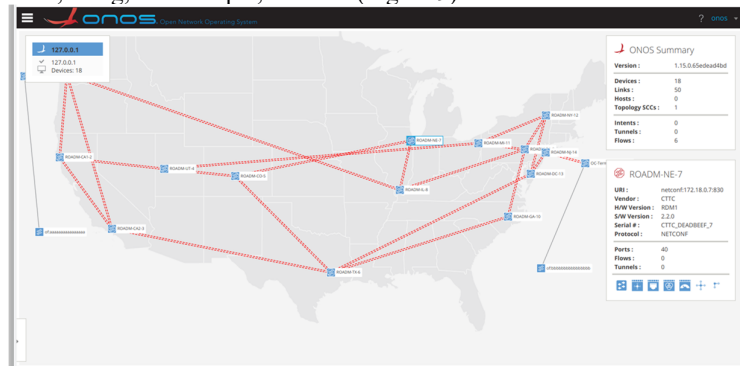 ONOS Open Network Operating System
? onos
127.0.0.1
127.0.0.1
Devices: 18
ONOS Summary
Version : 1.15.0.65edead4bd
Devices : 18
Links : 50
Hosts : 0
Topology SCCs : 1
Intents : 0
Tunnels : 0
Flows : 6
ROADM-NE-7
URI : netconf:172.18.0.7:830
Vendor : CTTC
H/W Version : RDM1
S/W Version : 2.2.0
Serial # : CTTC_DEADBEEF_7
Protocol : NETCONF
Ports : 40
Flows : 0
Tunnels : 0
ROADM-NY-12
ROADM-NE-7
ROADM-MI-11
ROADM-NJ-14
ROADM-CA1-2
OC-Term
ROADM-UT-4
ROADM-CO-5
ROADM-DC-13
ROADM-IL-8
ROADM-GA-10
ROADM-CA2-3
ROADM-TX-6